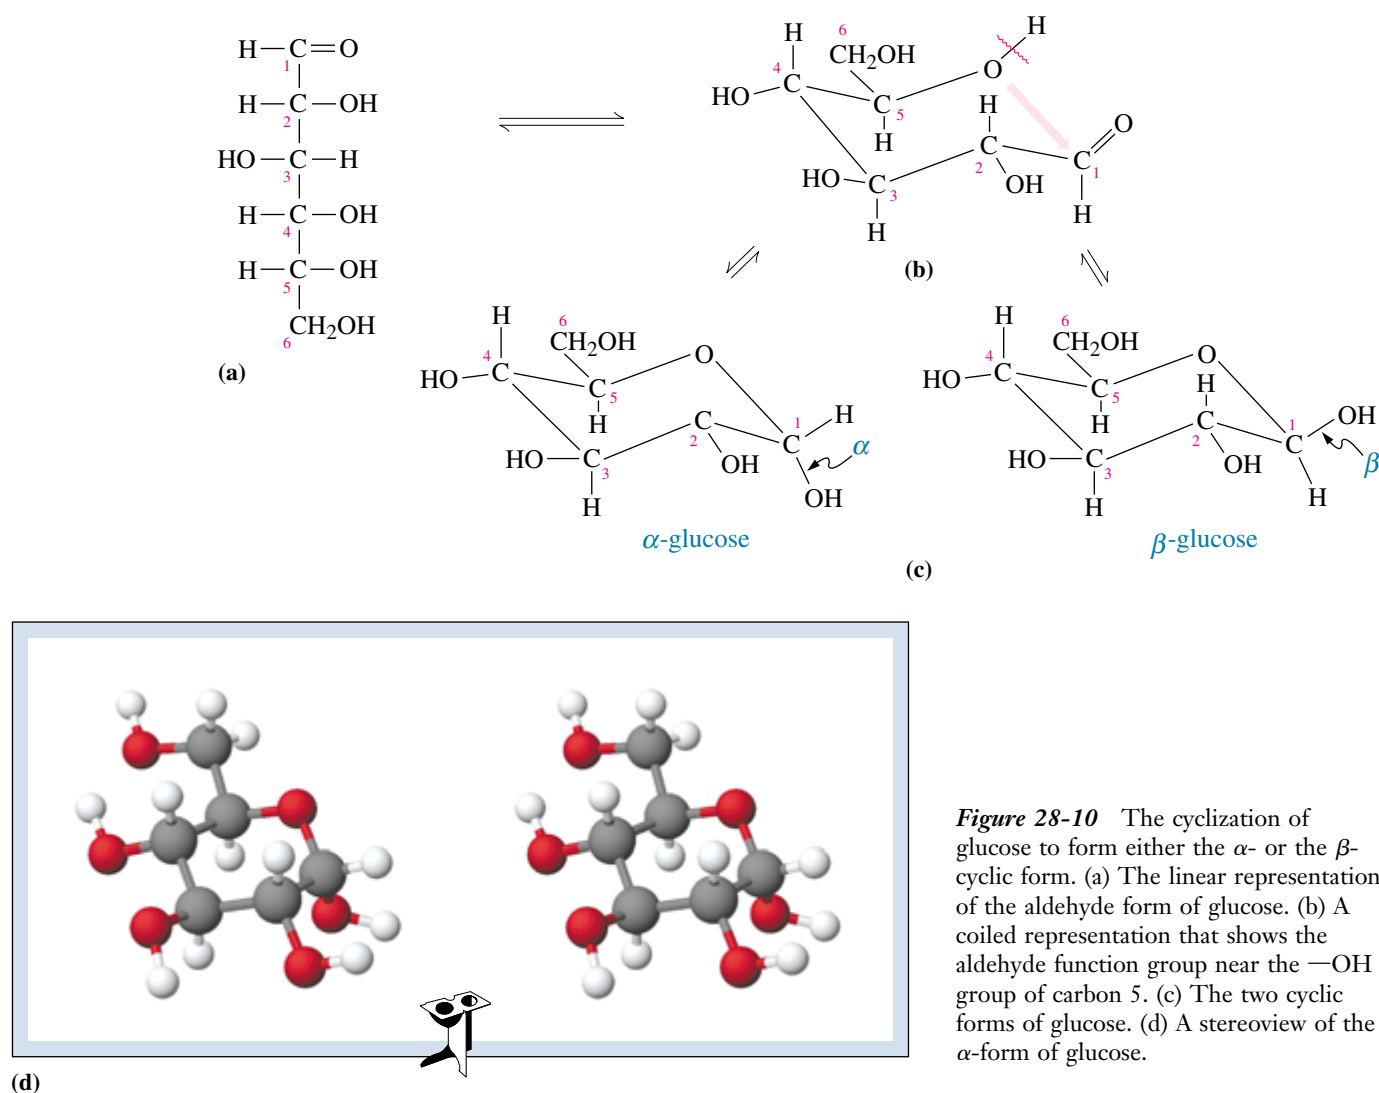 H—C=O
1
H—C—OH
2
HO—C—H
3
H—C—OH
4
H—C—OH
5
CH₂OH
6
(a)
H
6
CH₂OH
H
O
4
C
HO
C
5
H
H
O
C
2
C
1
HO
C
3
OH
H
H
(b)
H
6
CH₂OH
O
4
C
HO
C
5
H
C
2
1
H
C
α
HO
C
3
OH
H
OH
α-glucose
H
6
CH₂OH
O
4
C
HO
C
5
H
H
C
2
1
OH
C
β
HO
C
3
OH
H
H
β-glucose
(c)
(d)
Figure 28-10 The cyclization of
glucose to form either the α- or the β-
cyclic form. (a) The linear representation
of the aldehyde form of glucose. (b) A
coiled representation that shows the
aldehyde function group near the —OH
group of carbon 5. (c) The two cyclic
forms of glucose. (d) A stereoview of the
α-form of glucose.